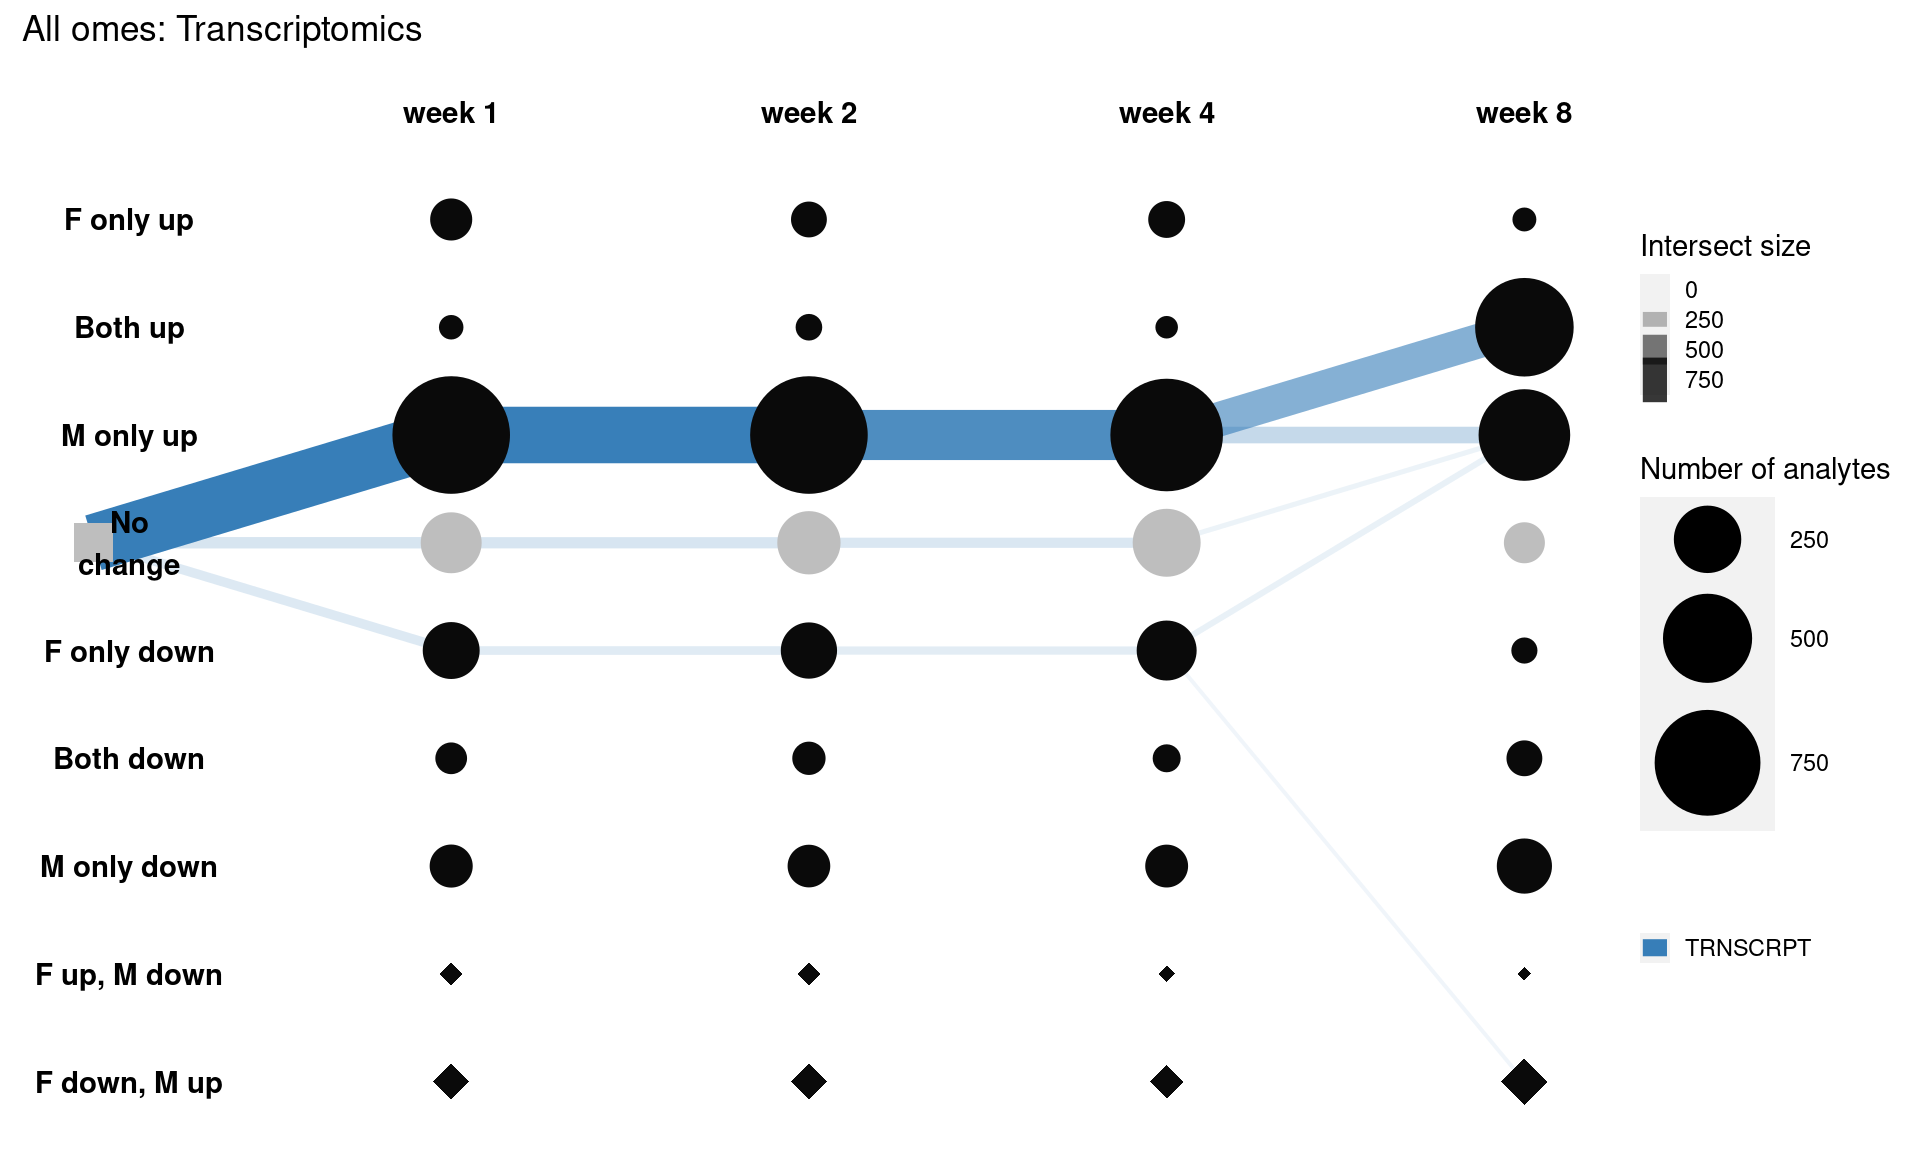 All omes: Transcriptomics
week 1
week 2
week 4
week 8
F only up
Both up
M only up
No
change
F only down
Both down
M only down
F up, M down
F down, M up
Intersect size
0
250
500
750
Number of analytes
250
500
750
TRNSCRPT